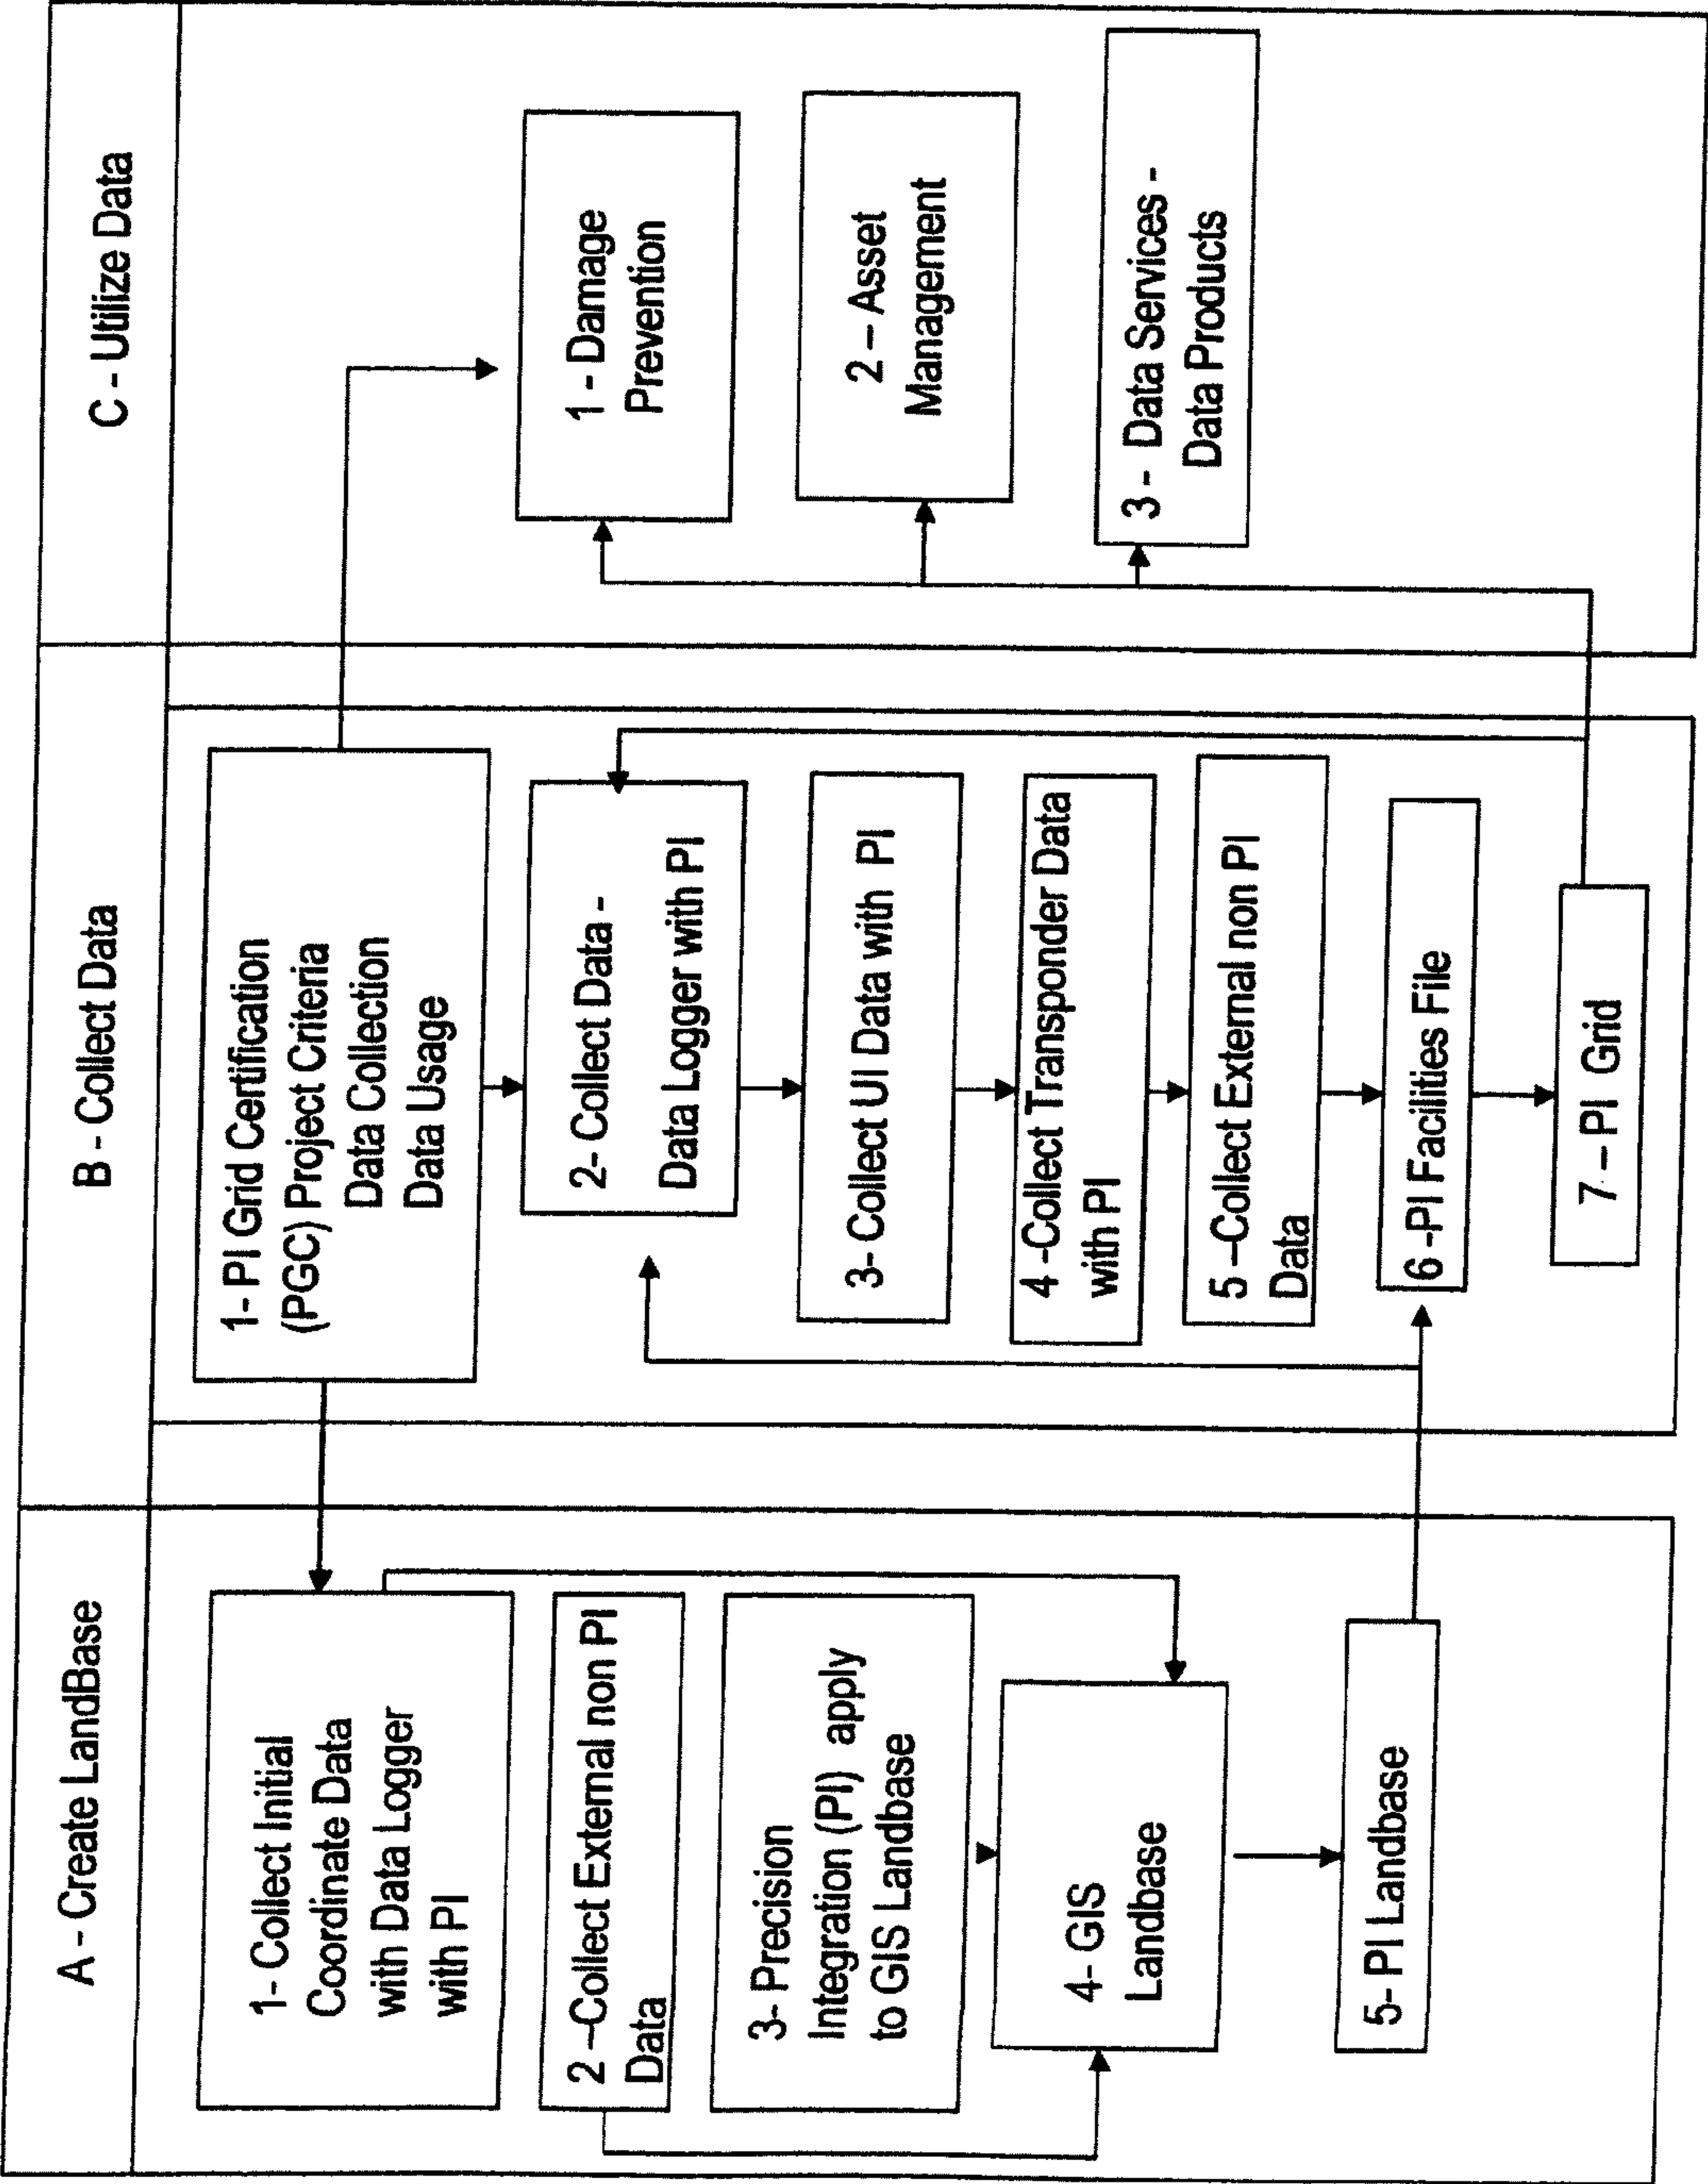 A - Create LandBase
1- Collect Initial
Coordinate Data
with Data Logger
with PI
2 –Collect External non PI
Data
3- Precision
Integration (PI) apply
to GIS Landbase
4- GIS
Landbase
5- PI Landbase
B - Collect Data
1- PI Grid Certification
(PGC) Project Criteria
Data Collection
Data Usage
2- Collect Data -
Data Logger with PI
3- Collect UI Data with PI
4 -Collect Transponder Data
with PI
5 –Collect External non PI
Data
6 -PI Facilities File
7 – PI Grid
C - Utilize Data
1 - Damage
Prevention
2 – Asset
Management
3 - Data Services -
Data Products